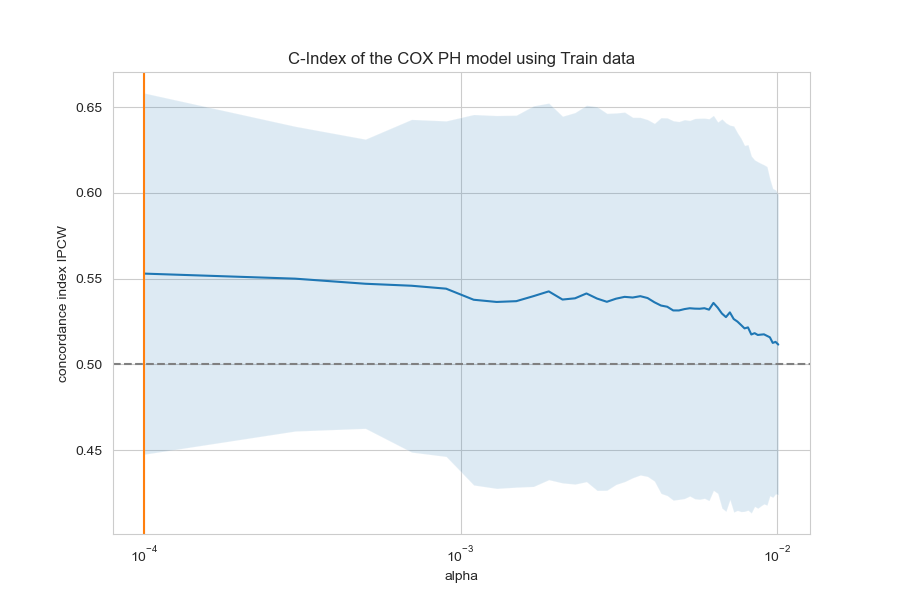 C-Index of the COX PH model using Train data
concordance index IPCW
0.65
0.60
0.55
0.50
0.45
10⁻⁴
10⁻³
10⁻²
alpha